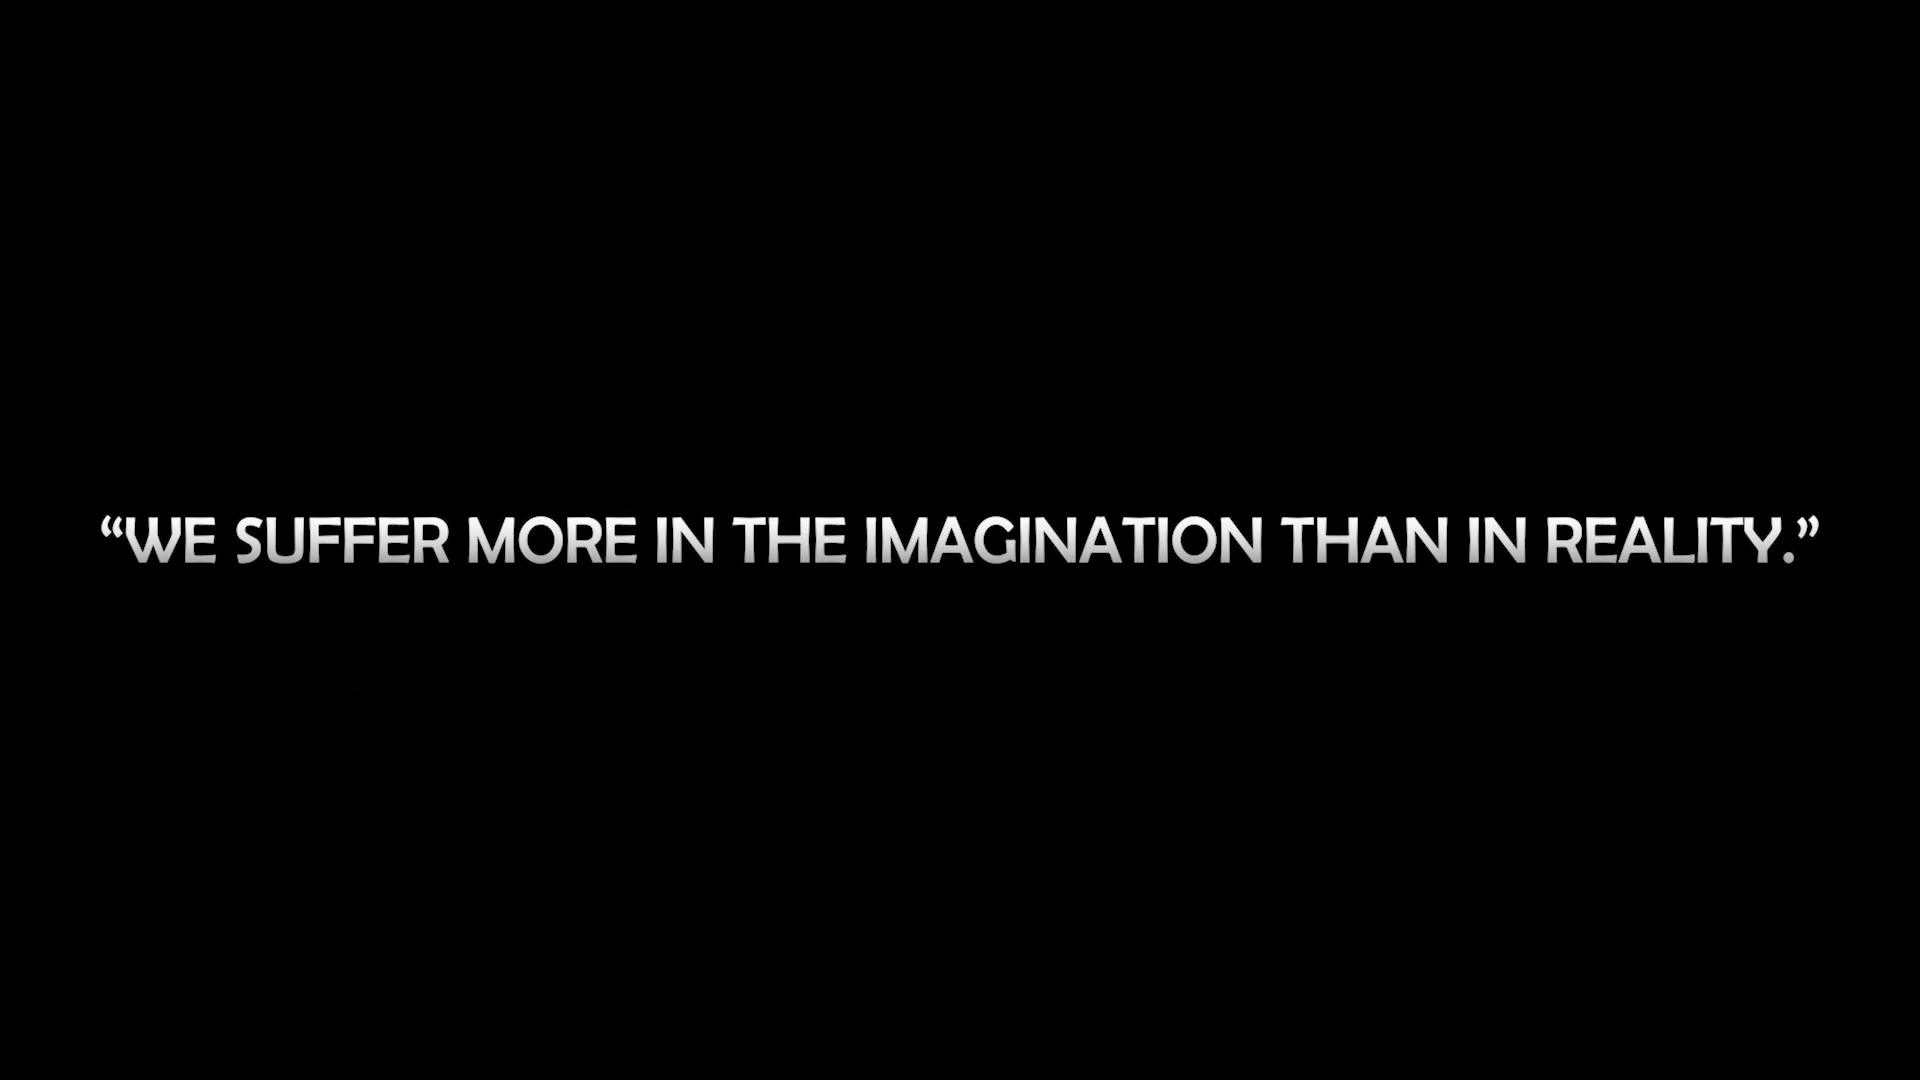 “WE SUFFER MORE IN THE IMAGINATION THAN IN REALITY.”